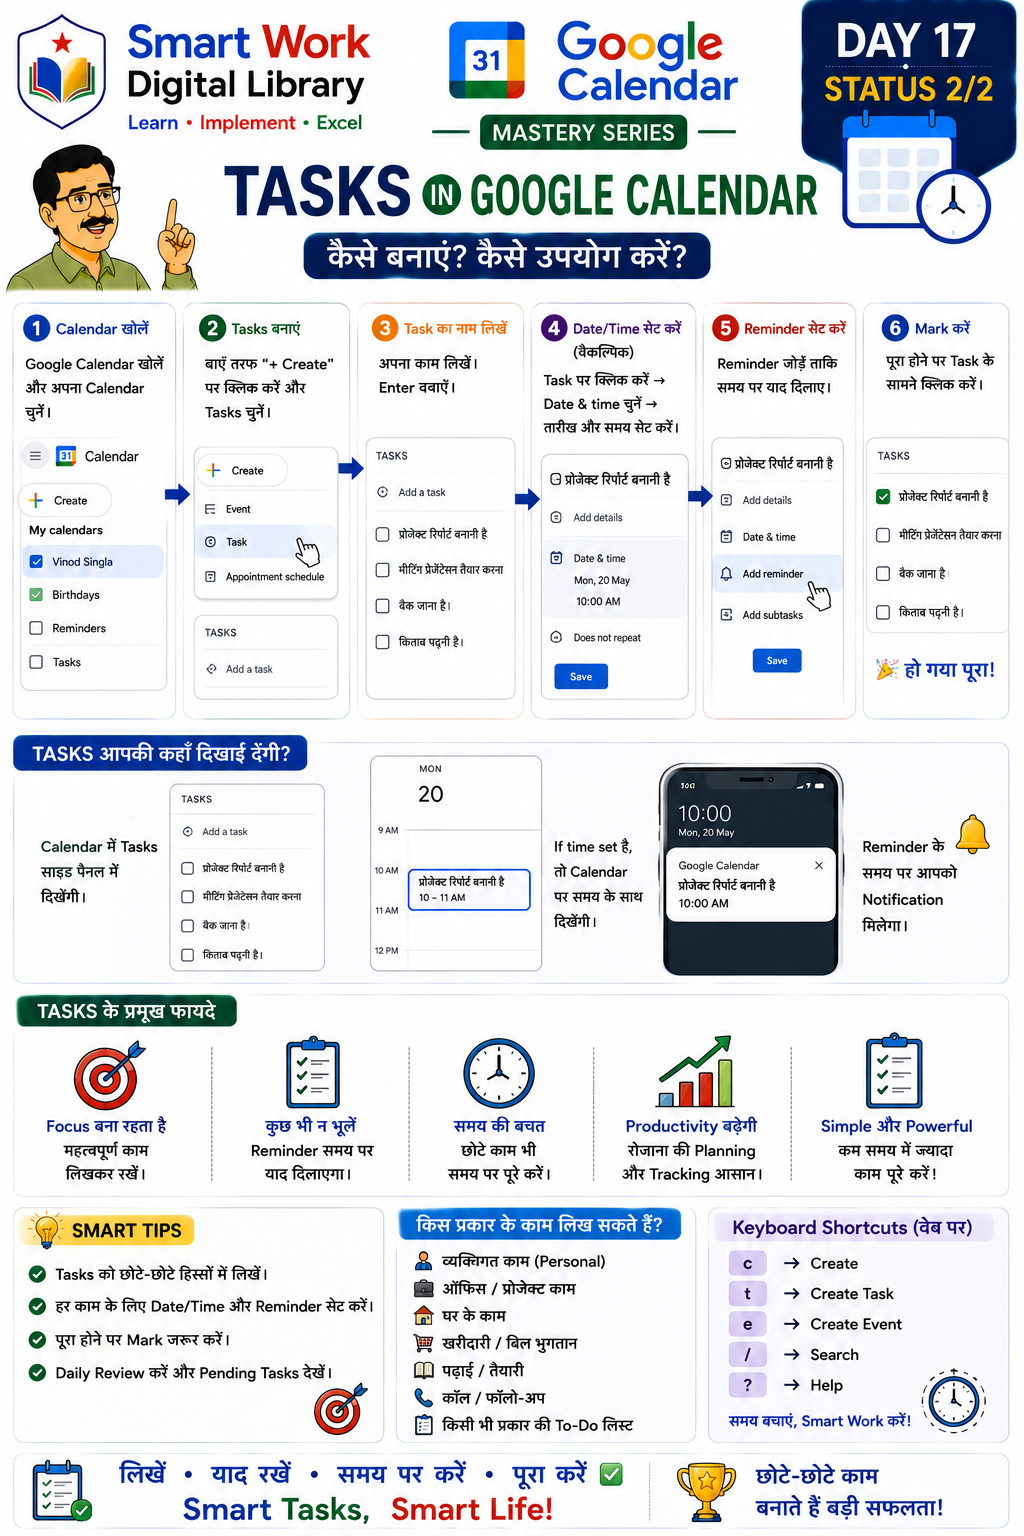 Smart Work
Digital Library
Learn • Implement • Excel
31
Google
Calendar
MASTERY SERIES
DAY 17
STATUS 2/2
TASKS IN GOOGLE CALENDAR
कैसे बनाएं? कैसे उपयोग करें?
1 Calendar खोलें
Google Calendar खोलें
और अपना Calendar
चुनें।
31 Calendar
Create
My calendars
Vinod Singla
Birthdays
Reminders
Tasks
2 Tasks बनाएं
बाएं तरफ “+ Create”
पर क्लिक करें और
Tasks चुनें।
Create
Event
Task
Appointment schedule
TASKS
Add a task
3 Task का नाम लिखें
अपना काम लिखें।
Enter दबाएँ।
TASKS
Add a task
प्रोजेक्ट रिपोर्ट बनानी है
मीटिंग प्रेजेंटेसन तैयार करना
वैक जाना है।
किताब पढ़नी है।
4 Date/Time सेट करें
(वैकल्पिक)
Task पर क्लिक करें →
Date & time चुनें →
तारीख और समय सेट करें।
प्रोजेक्ट रिपोर्ट बनानी है
Add details
Date & time
Mon, 20 May
10:00 AM
Does not repeat
Save
5 Reminder सेट करें
Reminder जोड़ें ताकि
समय पर याद दिलाए।
प्रोजेक्ट रिपोर्ट बनानी है
Add details
Date & time
Add reminder
Add subtasks
Save
6 Mark करें
पूरा होने पर Task के
सामने क्लिक करें।
TASKS
प्रोजेक्ट रिपोर्ट बनानी है
मीटिंग प्रेजेंटेसन तैयार करना
वैक जाना है
किताब पढ़नी है।
हो गया पूरा!
TASKS आपकी कहाँ दिखाई देंगी?
Calendar में Tasks
साइड पैनल में
दिखेंगी।
TASKS
Add a task
प्रोजेक्ट रिपोर्ट बनानी है
मीटिंग प्रेजेंटेसन तैयार करना
वैक जाना है।
किताब पढ़नी है।
MON
20
9 AM
10 AM
प्रोजेक्ट रिपोर्ट बनानी है
10 – 11 AM
11 AM
12 PM
If time set है,
तो Calendar
पर समय के साथ
दिखेंगी।
10:00
Mon, 20 May
Google Calendar ×
प्रोजेक्ट रिपोर्ट बनानी है
10:00 AM
Reminder के
समय पर आपको
Notification
मिलेगा।
TASKS के प्रमूख फायदे
Focus बना रहता है
महत्वपूर्ण काम
लिखकर रखें।
कुछ भी न भूलें
Reminder समय पर
याद दिलाएगा।
समय की बचत
छोटे काम भी
समय पर पूरे करें।
Productivity बढ़ेगी
रोजाना की Planning
और Tracking आसान।
Simple और Powerful
कम समय में ज्यादा
काम पूरे करें!
SMART TIPS
Tasks को छोटे-छोटे हिस्सों में लिखें।
हर काम के लिए Date/Time और Reminder सेट करें।
पूरा होने पर Mark जरूर करें।
Daily Review करें और Pending Tasks देखें।
किस प्रकार के काम लिख सकते हैं?
व्यक्तिगत काम (Personal)
ऑफिस / प्रोजेक्ट काम
घर के काम
खरीदारी / बिल भुगतान
पढ़ाई / तैयारी
कॉल / फॉलो-अप
किसी भी प्रकार की To-Do लिस्ट
Keyboard Shortcuts (वेब पर)
c → Create
t → Create Task
e → Create Event
/ → Search
? → Help
समय बचाएं, Smart Work करें!
लिखें • याद रखें • समय पर करें • पूरा करें
Smart Tasks, Smart Life!
छोटे-छोटे काम
बनाते हैं बड़ी सफलता!